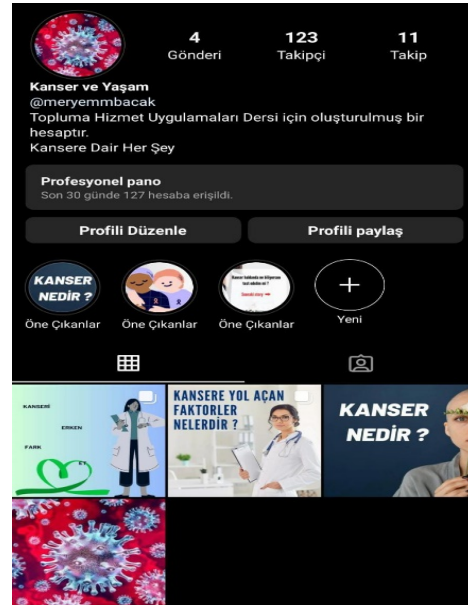 4 123 11
Gönderi Takipçi Takip
Kanser ve Yaşam
@meryemmbacak
Topluma Hizmet Uygulamaları Dersi için oluşturulmuş bir
hesaptır.
Kansere Dair Her Şey
Profesyonel pano
Son 30 günde 127 hesaba erişildi.
Profili Düzenle Profili paylaş
KANSER
NEDİR ?
Öne Çıkanlar Öne Çıkanlar Öne Çıkanlar Yeni
KANSERİ
ERKEN
FARK
ET
KANSERE YOL AÇAN
FAKTORLER
NELERDİR ?
KANSER
NEDİR ?